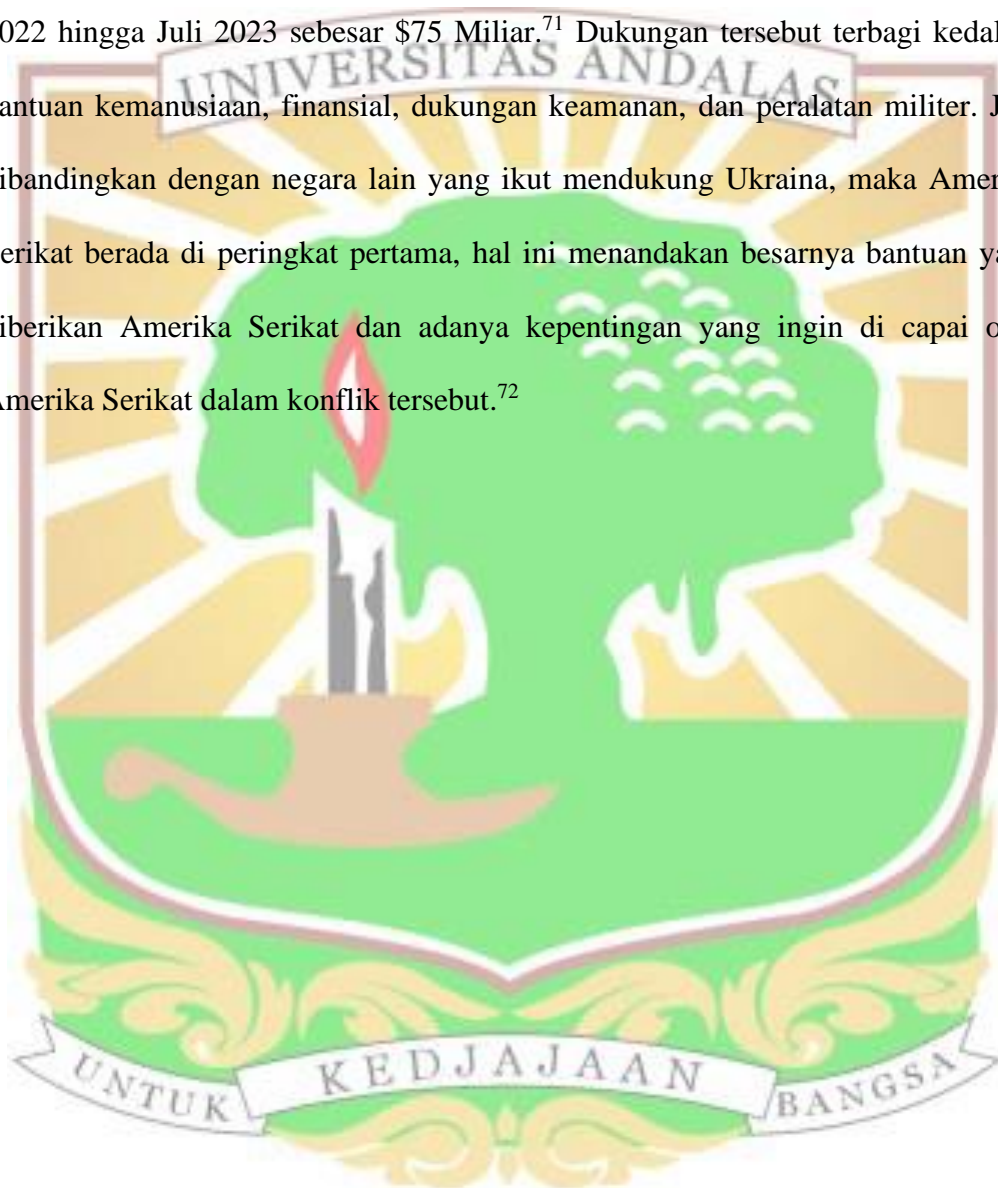 022 hingga Juli 2023 sebesar $75 Miliar.71 Dukungan tersebut terbagi kedal
UNIVERSITAS ANDALAS
antuan kemanusiaan, finansial, dukungan keamanan, dan peralatan militer. J
ibandingkan dengan negara lain yang ikut mendukung Ukraina, maka Amer
erikat berada di peringkat pertama, hal ini menandakan besarnya bantuan ya
iberikan Amerika Serikat dan adanya kepentingan yang ingin di capai o
Amerika Serikat dalam konflik tersebut.72
UNTUK KEDJAJAAN BANGSA